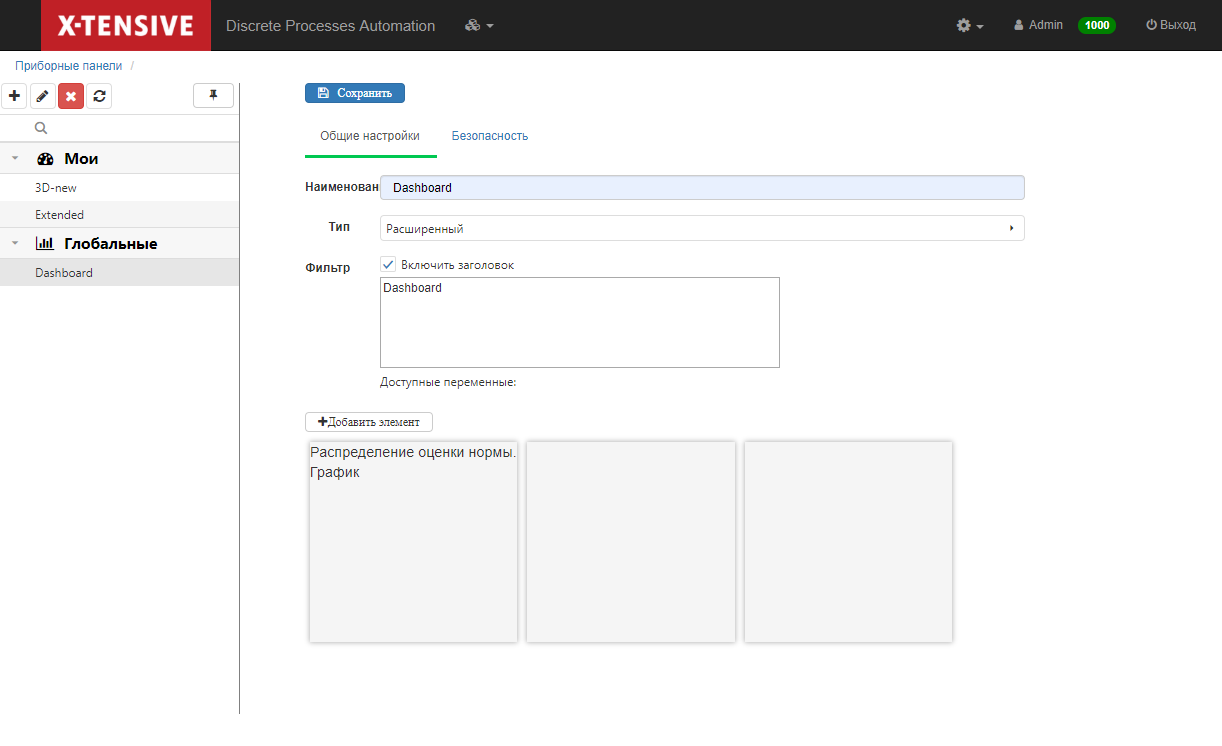 X-TENSIVE Discrete Processes Automation Admin 1000 Выход
Приборные панели /
Сохранить
Общие настройки Безопасность
Мои
3D-new
Extended
Глобальные
Dashboard
Наименован Dashboard
Тип Расширенный
Фильтр Включить заголовок
Dashboard
Доступные переменные:
Добавить элемент
Распределение оценки нормы.
График